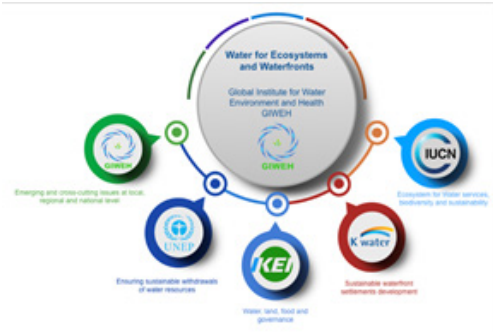 Water for Ecosystems
and Waterfronts
Global Institute for Water
Environment and Health
GIWEH
GIWEH
GIWEH
IUCN
Emerging and cross-cutting issues at local,
regional and national level
Ecosystem for Water services,
biodiversity and sustainability
UNEP
K water
KEI
Ensuring sustainable withdrawals
of water resources
Sustainable waterfront
settlements development
Water, land, food and
governance